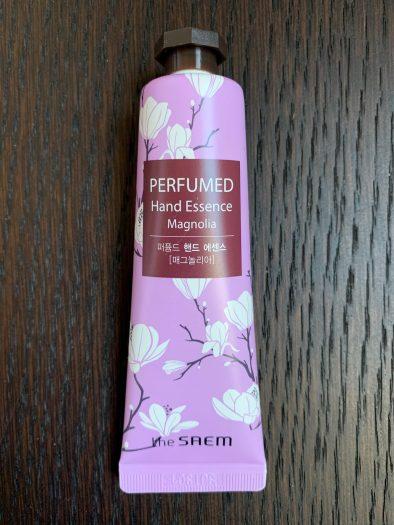 PERFUMED
Hand Essence
Magnolia
퍼퓸드 핸드 에센스
[매그놀리아]
the SAEM